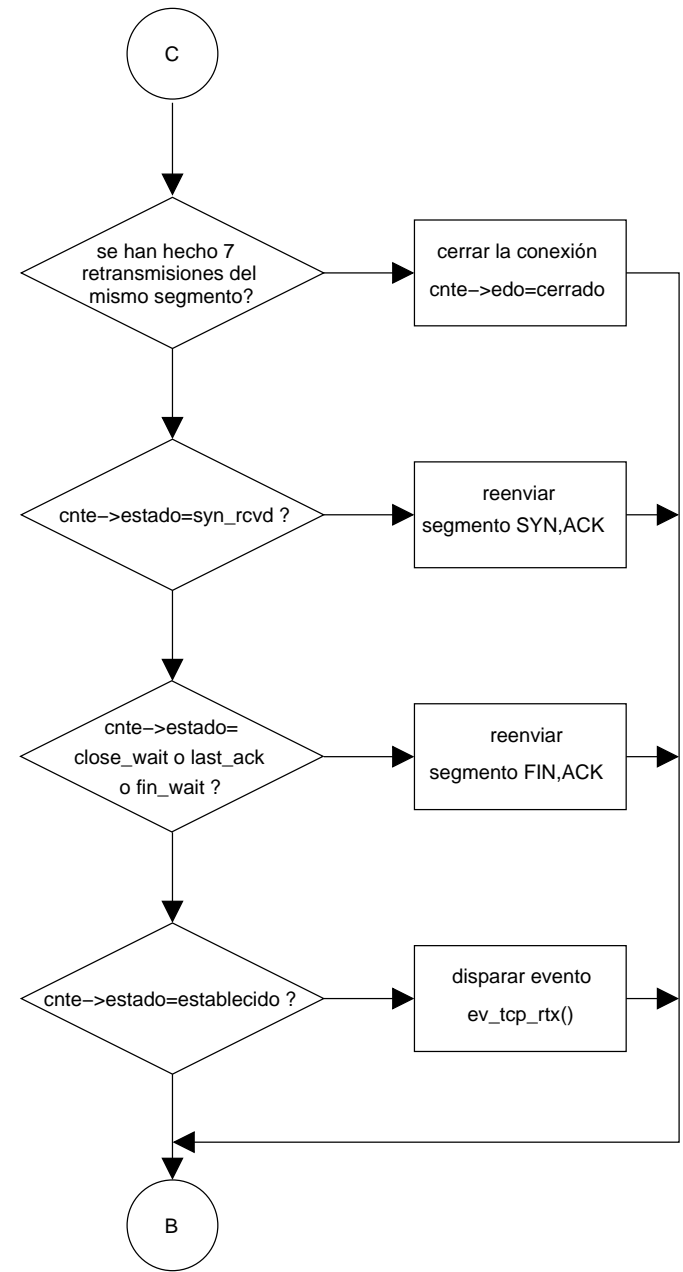 C
se han hecho 7
retransmisiones del
mismo segmento?
cerrar la conexión
cnte−>edo=cerrado
cnte−>estado=syn_rcvd ?
reenviar
segmento SYN,ACK
cnte−>estado=
close_wait o last_ack
o fin_wait ?
reenviar
segmento FIN,ACK
cnte−>estado=establecido ?
disparar evento
ev_tcp_rtx()
B